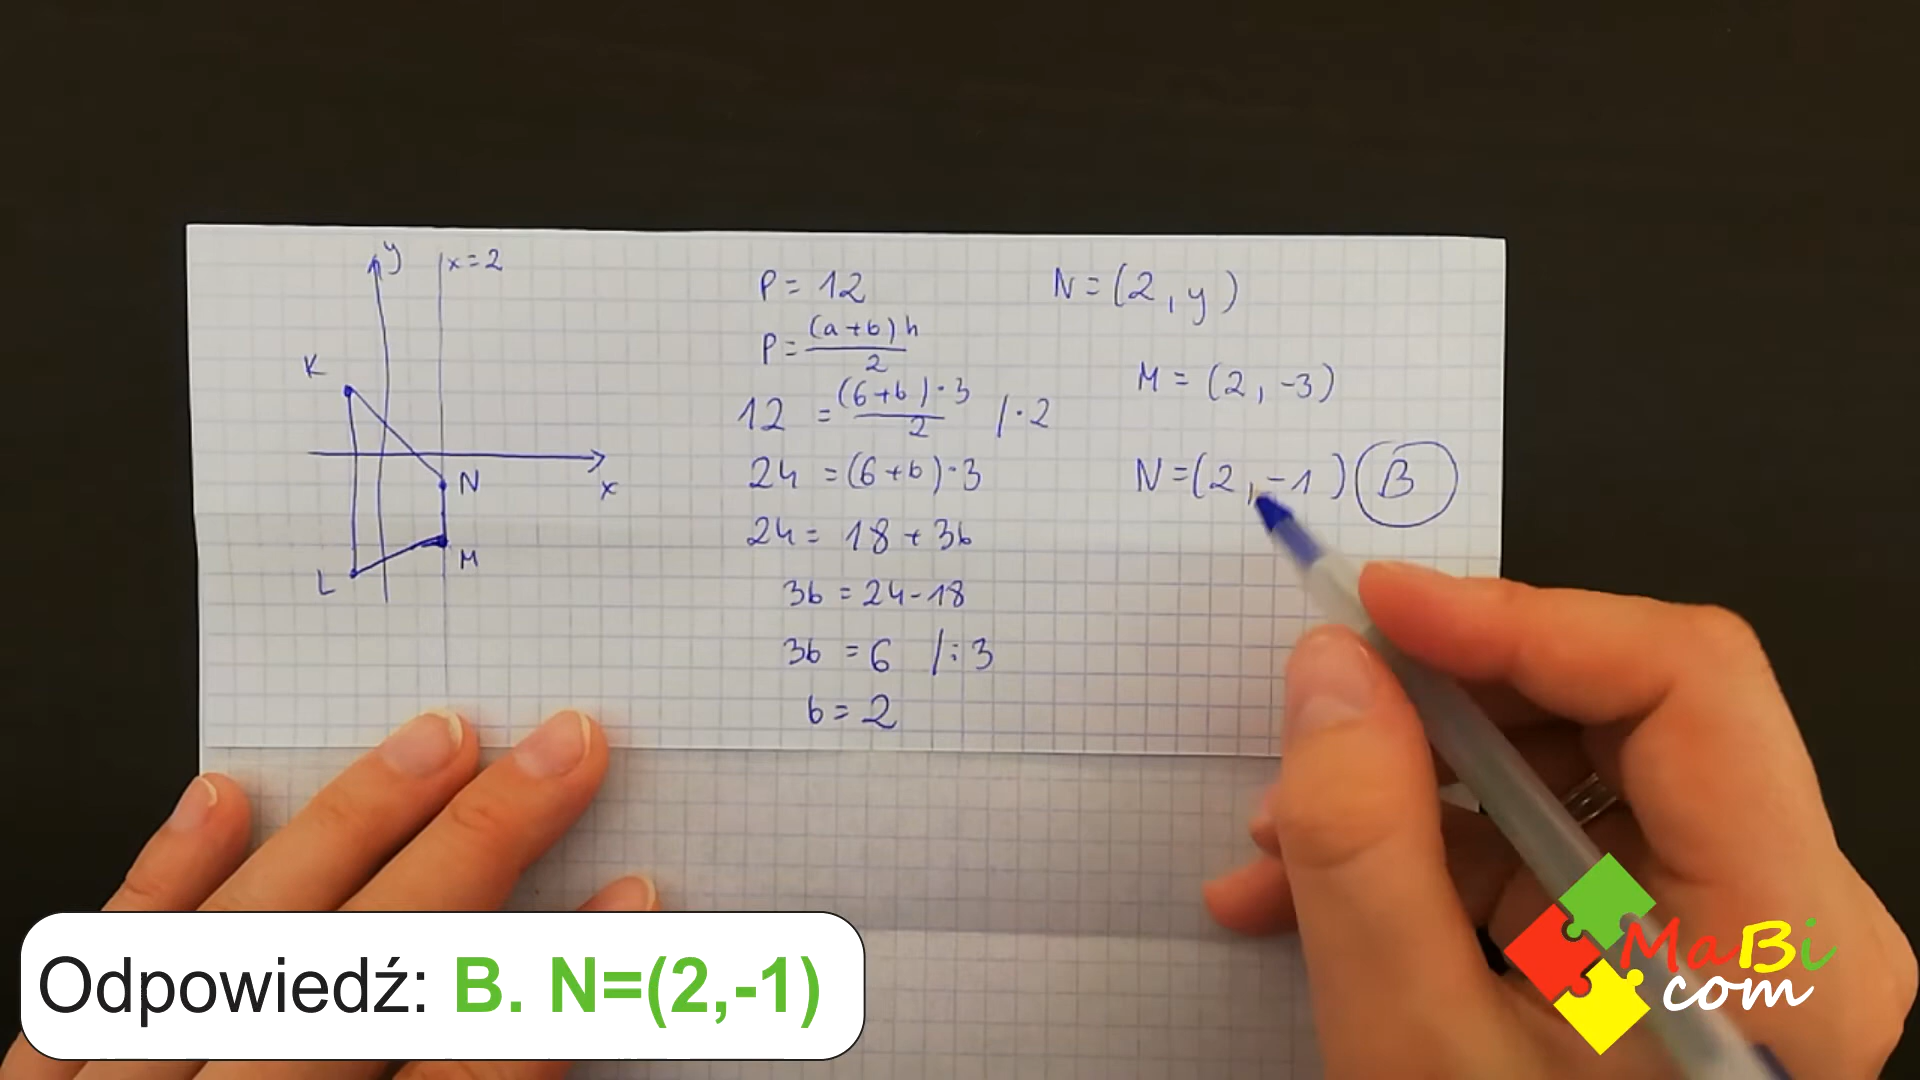 y
x=2
K
N
x
L
M
P= 12
P= (a+b)h
2
12 = (6+b)·3 /·2
2
24 = (6+b)·3
24 = 18+3b
3b = 24-18
3b = 6 /:3
b= 2
N= (2, y)
M = (2, -3)
N=(2,-1) B
Odpowiedź: B. N=(2,-1)
MaBi
com